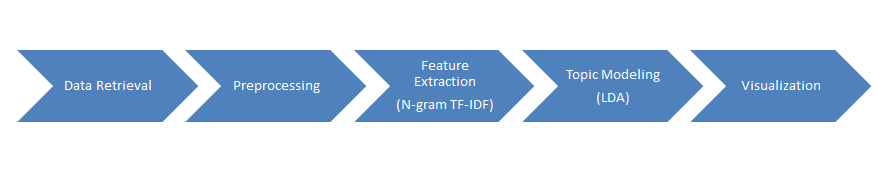 Data Retrieval
Preprocessing
Feature
Extraction
(N-gram TF-IDF)
Topic Modeling
(LDA)
Visualization